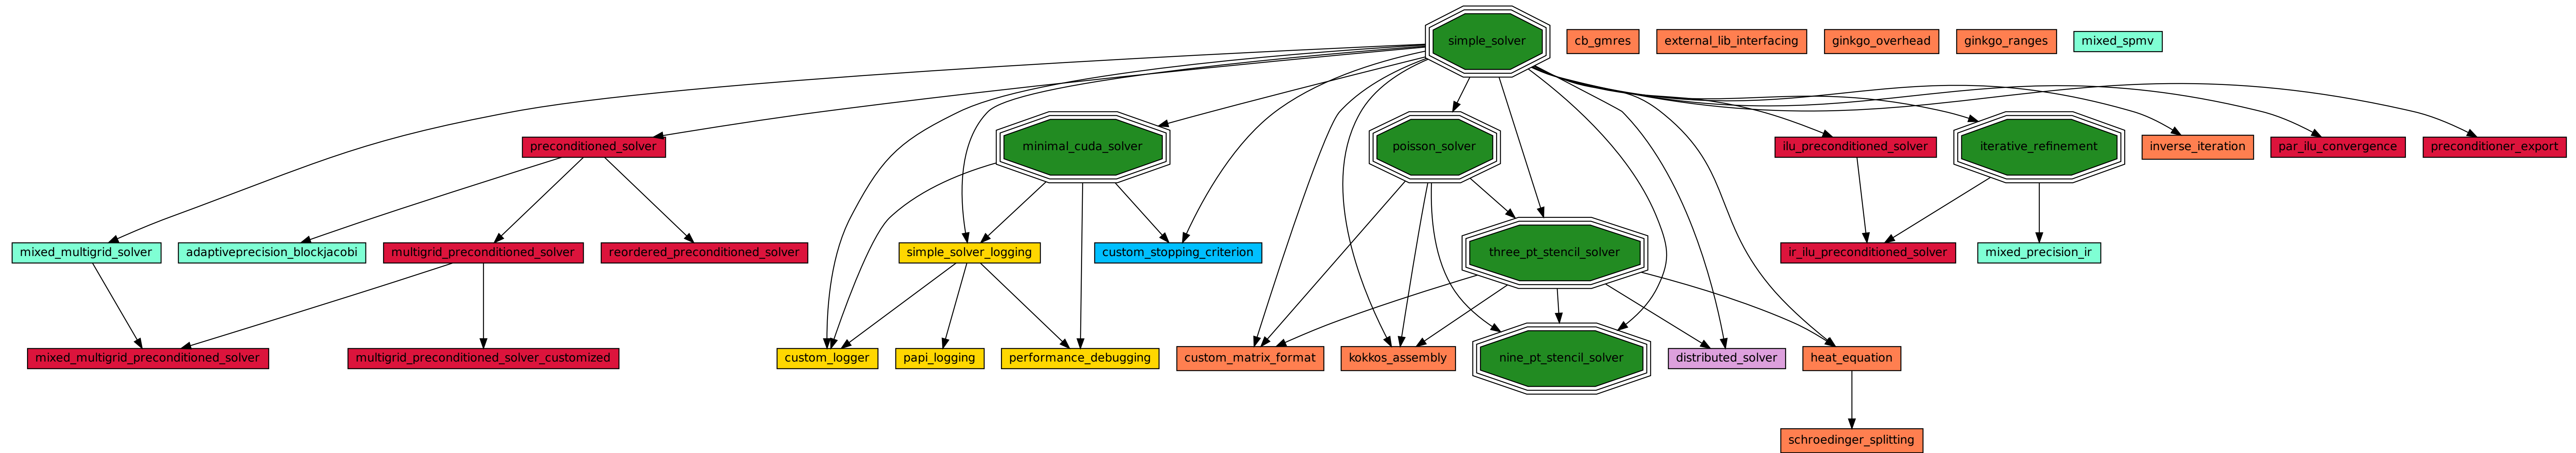 simple_solver
cb_gmres
external_lib_interfacing
ginkgo_overhead
ginkgo_ranges
mixed_spmv
preconditioned_solver
minimal_cuda_solver
poisson_solver
ilu_preconditioned_solver
iterative_refinement
inverse_iteration
par_ilu_convergence
preconditioner_export
mixed_multigrid_solver
adaptiveprecision_blockjacobi
multigrid_preconditioned_solver
reordered_preconditioned_solver
simple_solver_logging
custom_stopping_criterion
three_pt_stencil_solver
ir_ilu_preconditioned_solver
mixed_precision_ir
mixed_multigrid_preconditioned_solver
multigrid_preconditioned_solver_customized
custom_logger
papi_logging
performance_debugging
custom_matrix_format
kokkos_assembly
nine_pt_stencil_solver
distributed_solver
heat_equation
schroedinger_splitting